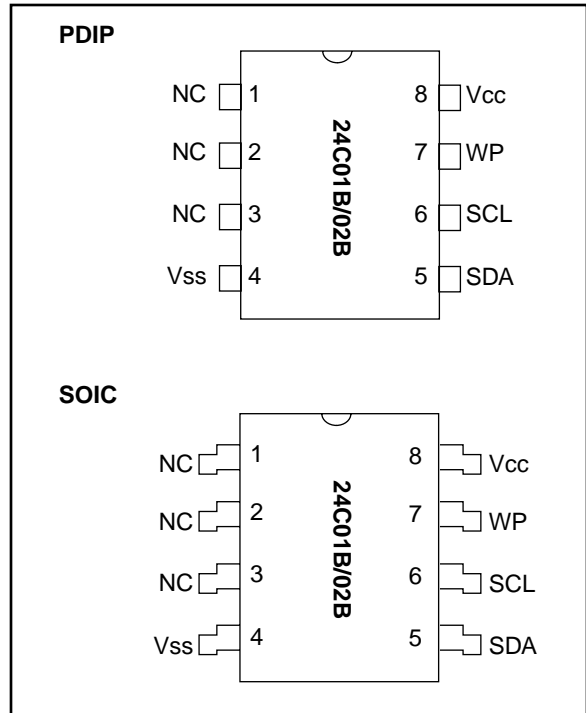 PDIP
NC 1 8 Vcc
NC 2 7 WP
NC 3 6 SCL
Vss 4 5 SDA
24C01B/02B
SOIC
NC 1 8 Vcc
NC 2 7 WP
NC 3 6 SCL
Vss 4 5 SDA
24C01B/02B